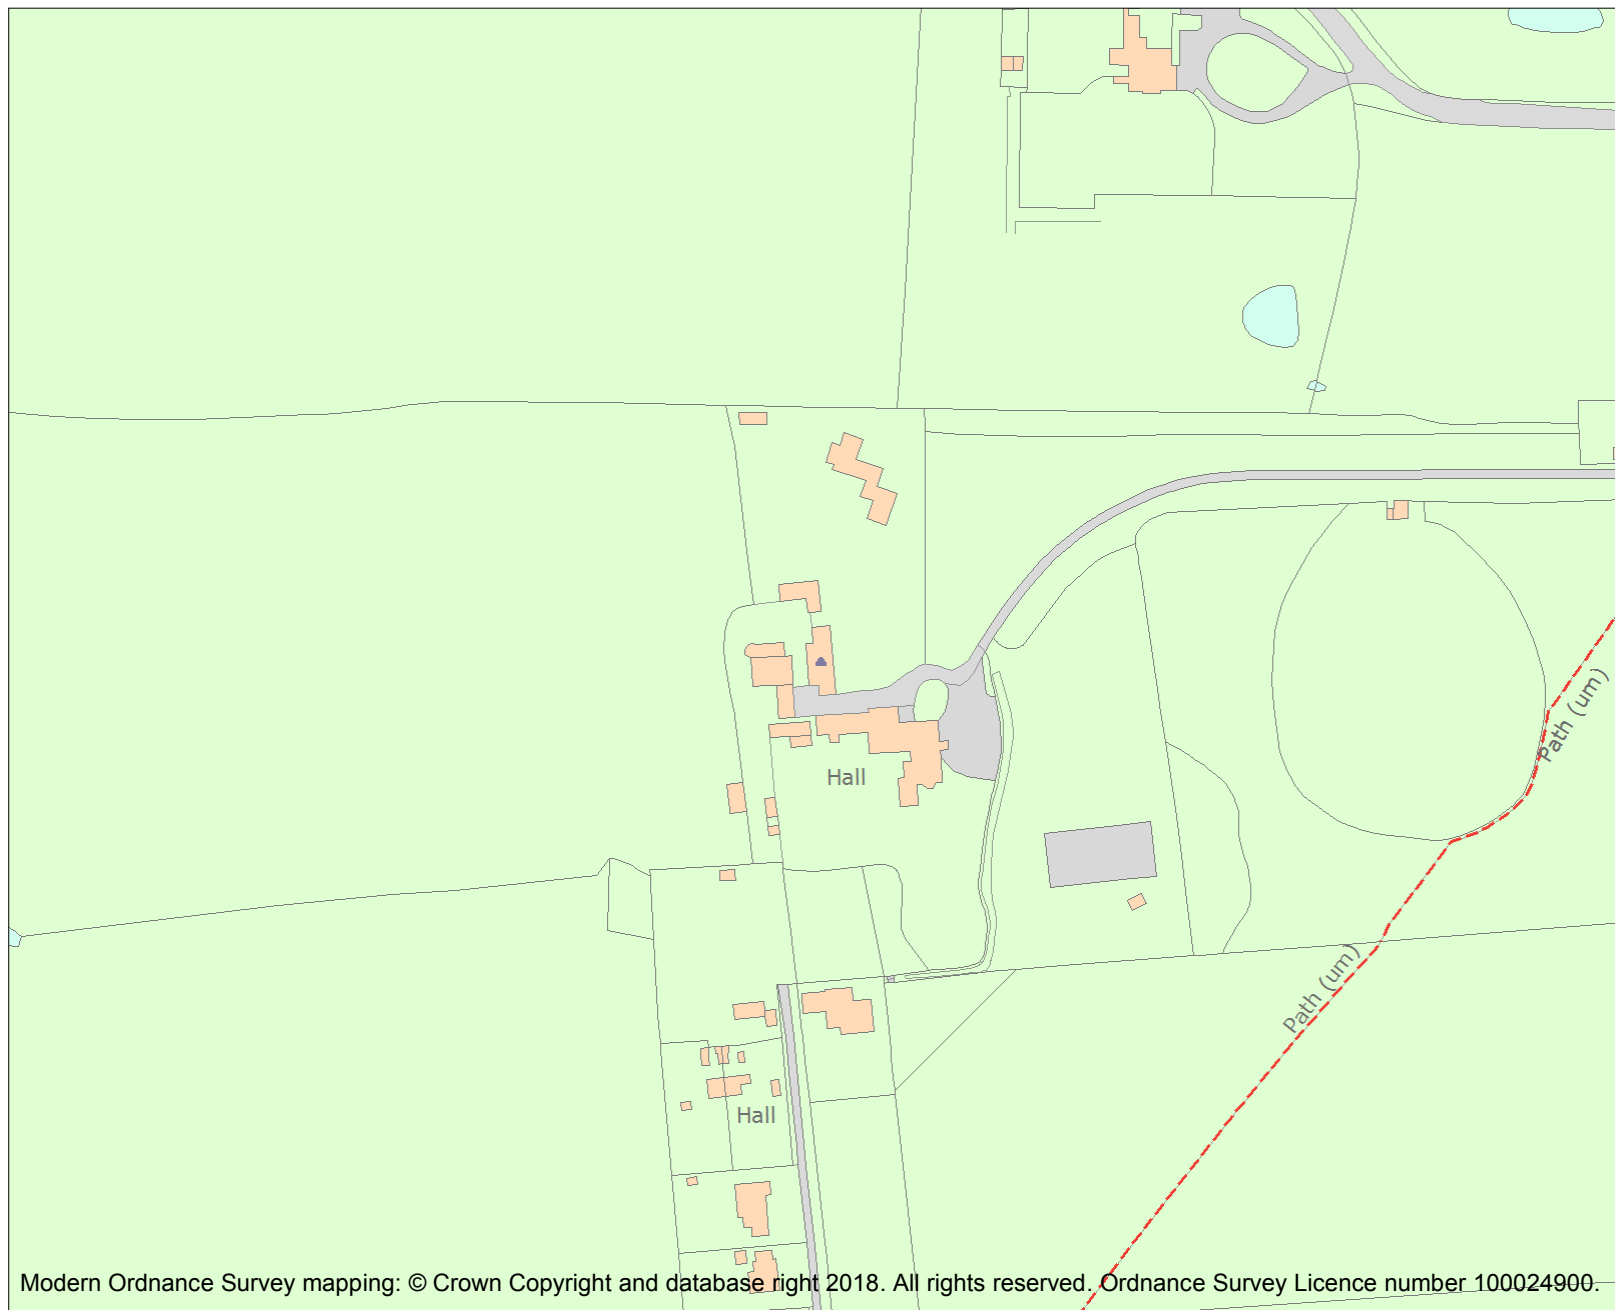 Path (um)
Hall
Path (um)
Hall
Modern Ordnance Survey mapping: © Crown Copyright and database right 2018. All rights reserved. Ordnance Survey Licence number 100024900.